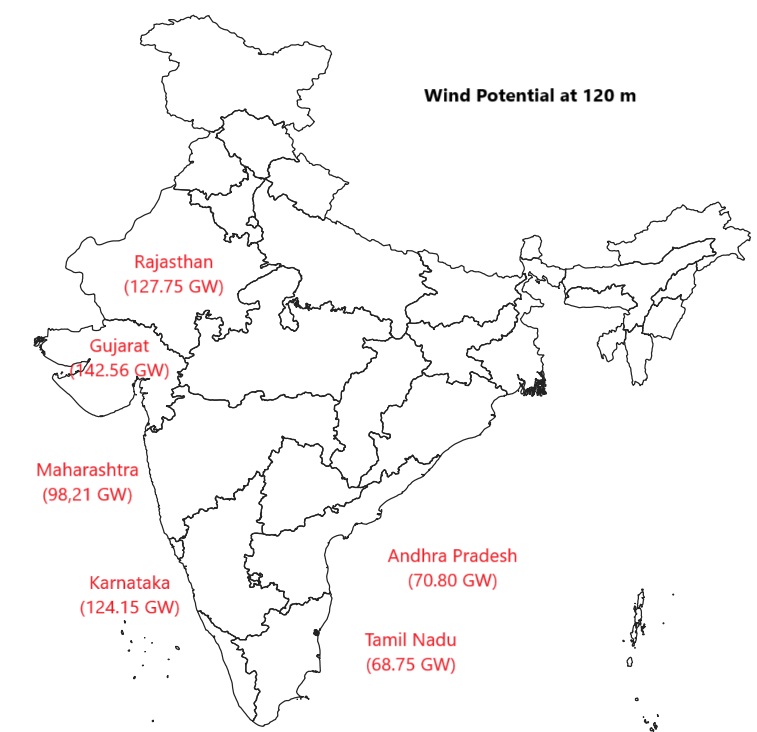 Wind Potential at 120 m
Rajasthan
(127.75 GW)
Gujarat
(142.56 GW)
Maharashtra
(98,21 GW)
Andhra Pradesh
(70.80 GW)
Karnataka
(124.15 GW)
Tamil Nadu
(68.75 GW)